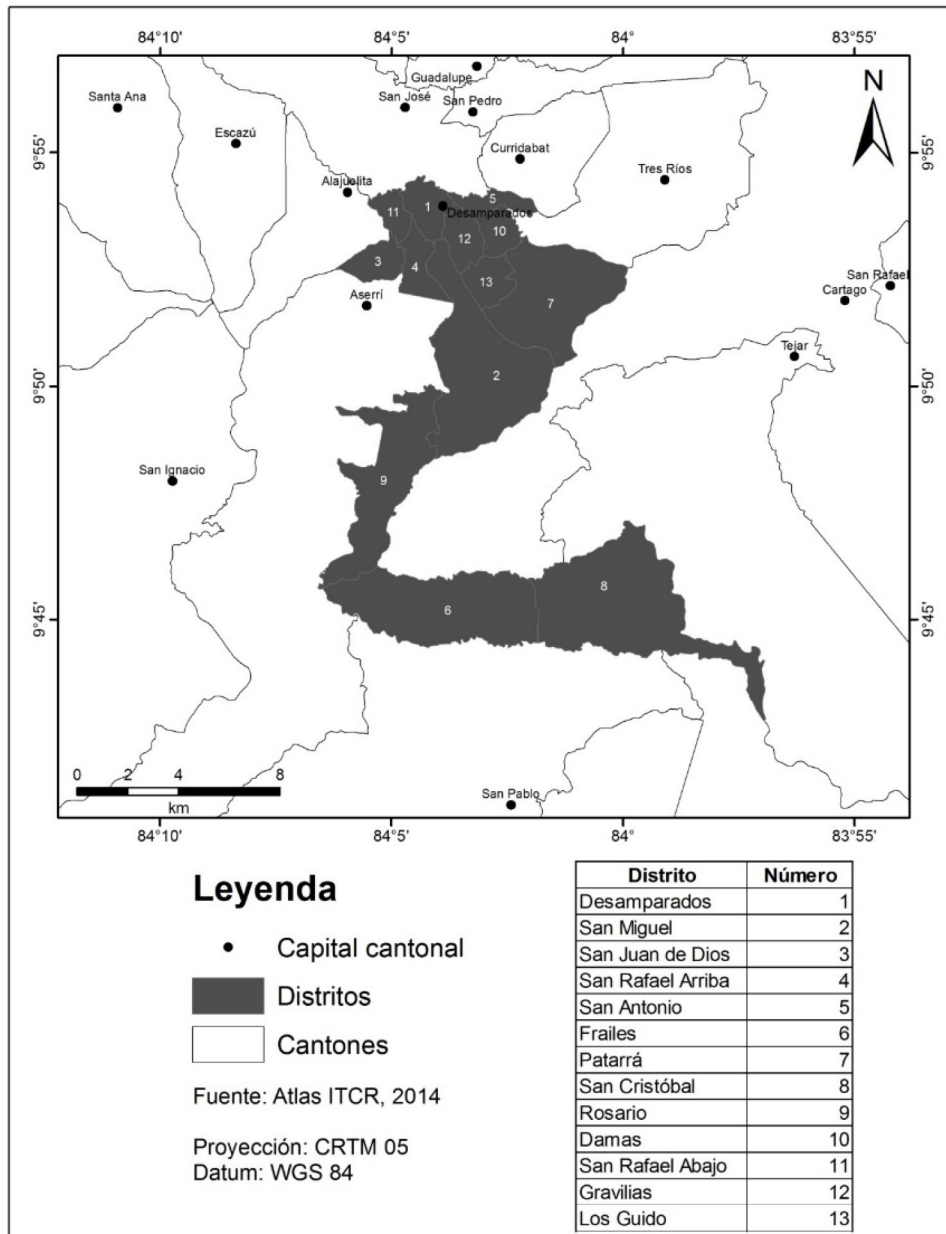 84°10'
84°5'
84°
83°55'
Guadalupe
N
Santa Ana
San José
San Pedro
Escazú
9°55'
9°55'
Curridabat
Tres Ríos
Alajuelita
5
11
1
Desamparados
12
10
3
4
13
San Rafael
Aserrí
Cartago
7
Tejar
2
9°50'
9°50'
San Ignacio
9
8
6
9°45'
9°45'
0 2 4 8
km
San Pablo
84°10'
84°5'
84°
83°55'
Leyenda
Capital cantonal
Distritos
Cantones
Fuente: Atlas ITCR, 2014
Proyección: CRTM 05
Datum: WGS 84
Distrito Número
Desamparados 1
San Miguel 2
San Juan de Dios 3
San Rafael Arriba 4
San Antonio 5
Frailes 6
Patarrá 7
San Cristóbal 8
Rosario 9
Damas 10
San Rafael Abajo 11
Gravilias 12
Los Guido 13